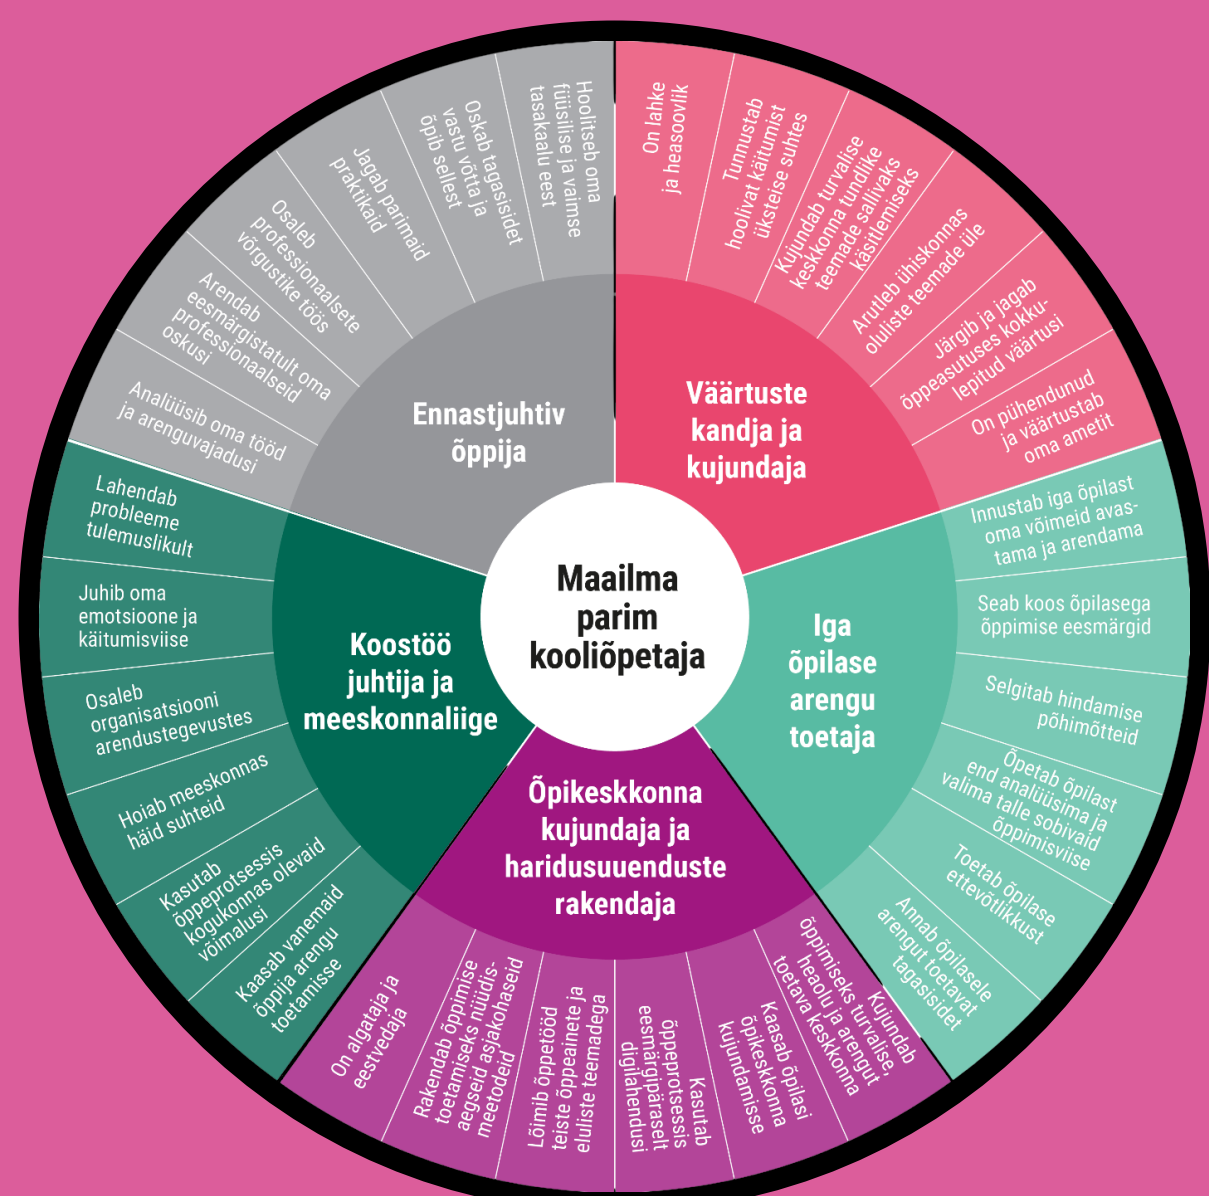 Maailma
parim
kooliõpetaja
Väärtuste
kandja ja
kujundaja
On lahke
ja heasoovlik
Tunnustab
hoolivat käitumist
üksteise suhtes
Kujundab turvalise
keskkonna tundlike
teemade sallivaks
käsitlemiseks
Arutleb ühiskonnas
oluliste teemade üle
Järgib ja jagab
õppeasutuses kokku-
lepitud väärtusi
On pühendunud
ja väärtustab
oma ametit
Iga
õpilase
arengu
toetaja
Innustab iga õpilast
oma võimeid avas-
tama ja arendama
Seab koos õpilasega
õppimise eesmärgid
Selgitab hindamise
põhimõtteid
Õpetab õpilast
end analüüsima ja
valima talle sobivaid
õppimisviise
Toetab õpilase
ettevõtlikkust
Annab õpilasele
arengut toetavat
tagasisidet
Õpikeskkonna
kujundaja ja
haridusuuenduste
rakendaja
Kujundab
õppimiseks turvalise,
heaolu ja arengut
toetava keskkonna
Kaasab õpilasi
õpikeskkonna
kujundamisse
Kasutab
õppeprotsessis
eesmärgipäraselt
digilahendusi
Lõimib õppetööd
teiste õppeainete ja
eluliste teemadega
Rakendab õppimise
toetamiseks nüüdis-
aegseid asjakohaseid
meetodeid
On algataja ja
eestvedaja
Koostöö
juhtija ja
meeskonnaliige
Kaasab vanemaid
õppija arengu
toetamisse
Kasutab
õppeprotsessis
kogukonnas olevaid
võimalusi
Hoiab meeskonnas
häid suhteid
Osaleb
organisatsiooni
arendustegevustes
Juhib oma
emotsioone ja
käitumisviise
Lahendab
probleeme
tulemuslikult
Ennastjuhtiv
õppija
Analüüsib oma tööd
ja arenguvajadusi
Arendab
eesmärgistatult oma
professionaalseid
oskusi
Osaleb
professionaalsete
võrgustike töös
Jagab parimaid
praktikaid
Oskab tagasisidet
vastu võtta ja
õpib sellest
Hoolitseb oma
füüsilise ja vaimse
tasakaalu eest